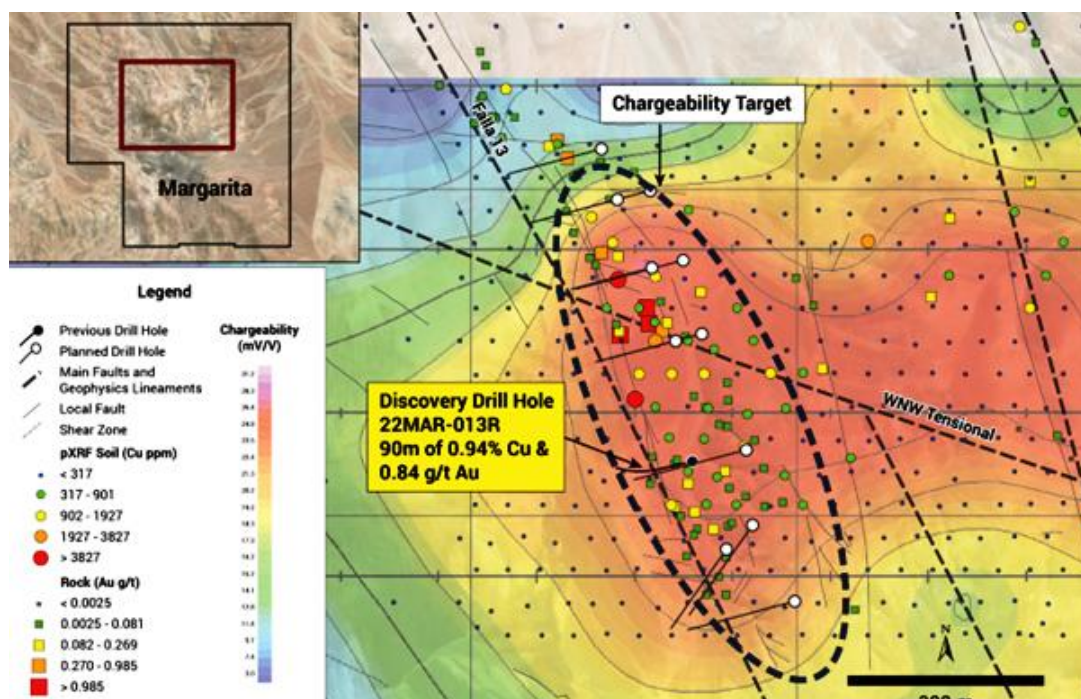 Margarita
Falla 13
Chargeability Target
WNW Tensional
Discovery Drill Hole
22MAR-013R
90m of 0.94% Cu &
0.84 g/t Au
N
Legend
Previous Drill Hole
Planned Drill Hole
Main Faults and
Geophysics Lineaments
Local Fault
Shear Zone
pXRF Soil (Cu ppm)
< 317
317 - 901
902 - 1927
1927 - 3827
> 3827
Rock (Au g/t)
< 0.0025
0.0025 - 0.081
0.082 - 0.269
0.270 - 0.985
> 0.985
Chargeability
(mV/V)